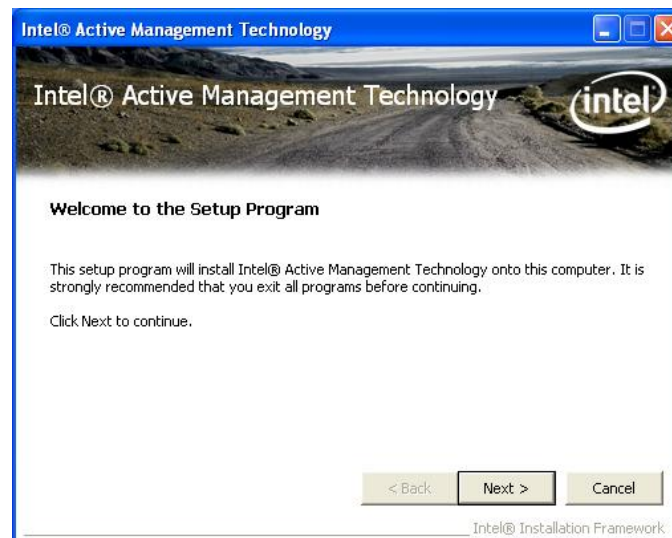 Intel® Active Management Technology
Intel® Active Management Technology
intel
Welcome to the Setup Program
This setup program will install Intel® Active Management Technology onto this computer. It is
strongly recommended that you exit all programs before continuing.
Click Next to continue.
< Back
Next >
Cancel
Intel® Installation Framework